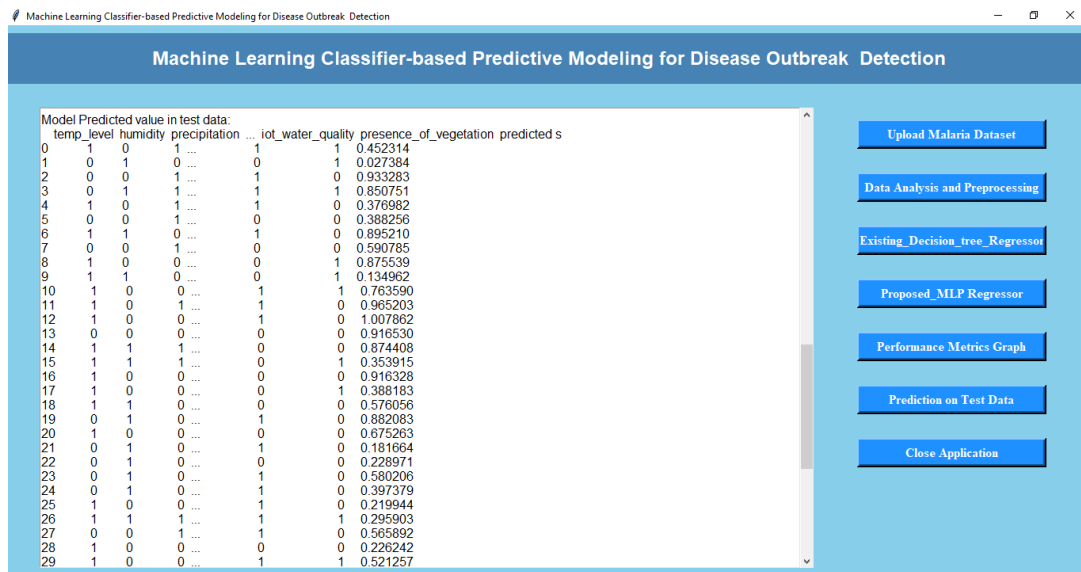 Machine Learning Classifier-based Predictive Modeling for Disease Outbreak Detection
Machine Learning Classifier-based Predictive Modeling for Disease Outbreak Detection
Model Predicted value in test data:
temp_level humidity precipitation ... iot_water_quality presence_of_vegetation predicted s
0 1 0 1 ... 1 1 0.452314
1 0 1 0 ... 0 1 0.027384
2 0 0 1 ... 1 0 0.933283
3 0 1 1 ... 1 1 0.850751
4 1 0 1 ... 1 0 0.376982
5 0 0 1 ... 0 0 0.388256
6 1 1 0 ... 1 0 0.895210
7 0 0 1 ... 0 0 0.590785
8 1 0 0 ... 0 0 0.875539
9 1 1 0 ... 0 1 0.134962
10 1 0 0 ... 1 1 0.763590
11 1 0 1 ... 1 0 0.965203
12 1 0 0 ... 1 0 1.007862
13 0 0 0 ... 0 0 0.916530
14 1 1 1 ... 0 0 0.874408
15 1 1 1 ... 0 1 0.353915
16 1 0 0 ... 0 0 0.916328
17 1 0 0 ... 0 1 0.388183
18 1 1 0 ... 0 0 0.576056
19 0 1 0 ... 1 0 0.882083
20 1 0 0 ... 0 0 0.675263
21 0 1 0 ... 1 0 0.181664
22 0 1 0 ... 0 0 0.228971
23 0 1 0 ... 1 0 0.580206
24 0 1 0 ... 1 0 0.397379
25 1 0 0 ... 1 0 0.219944
26 1 1 1 ... 1 1 0.295903
27 0 0 1 ... 1 0 0.565892
28 1 0 0 ... 0 0 0.226242
29 1 0 0 ... 1 1 0.521257
Upload Malaria Dataset
Data Analysis and Preprocessing
Existing_Decision_tree_Regressor
Proposed_MLP Regressor
Performance Metrics Graph
Prediction on Test Data
Close Application